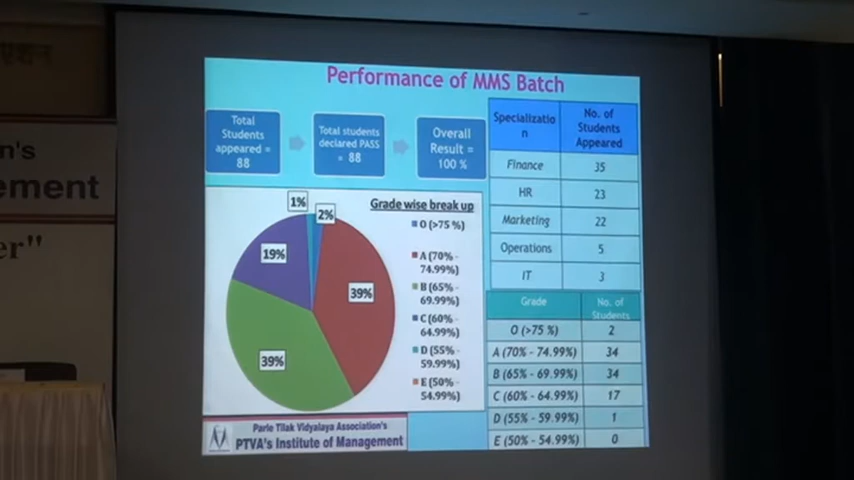 n's
ement
er"
Performance of MMS Batch
Total
Students
appeared =
88
Total students
declared PASS
= 88
Overall
Result =
100 %
Specializatio
n
No. of
Students
Appeared
Finance 35
HR 23
Marketing 22
Operations 5
IT 3
Grade wise break up
1%
2%
19%
39%
39%
O (>75 %)
A (70% -
74.99%)
B (65% -
69.99%)
C (60% -
64.99%)
D (55% -
59.99%)
E (50% -
54.99%)
Grade No. of
Students
O (>75 %) 2
A (70% - 74.99%) 34
B (65% - 69.99%) 34
C (60% - 64.99%) 17
D (55% - 59.99%) 1
E (50% - 54.99%) 0
Parle Tilak Vidyalaya Association's
PTVA's Institute of Management